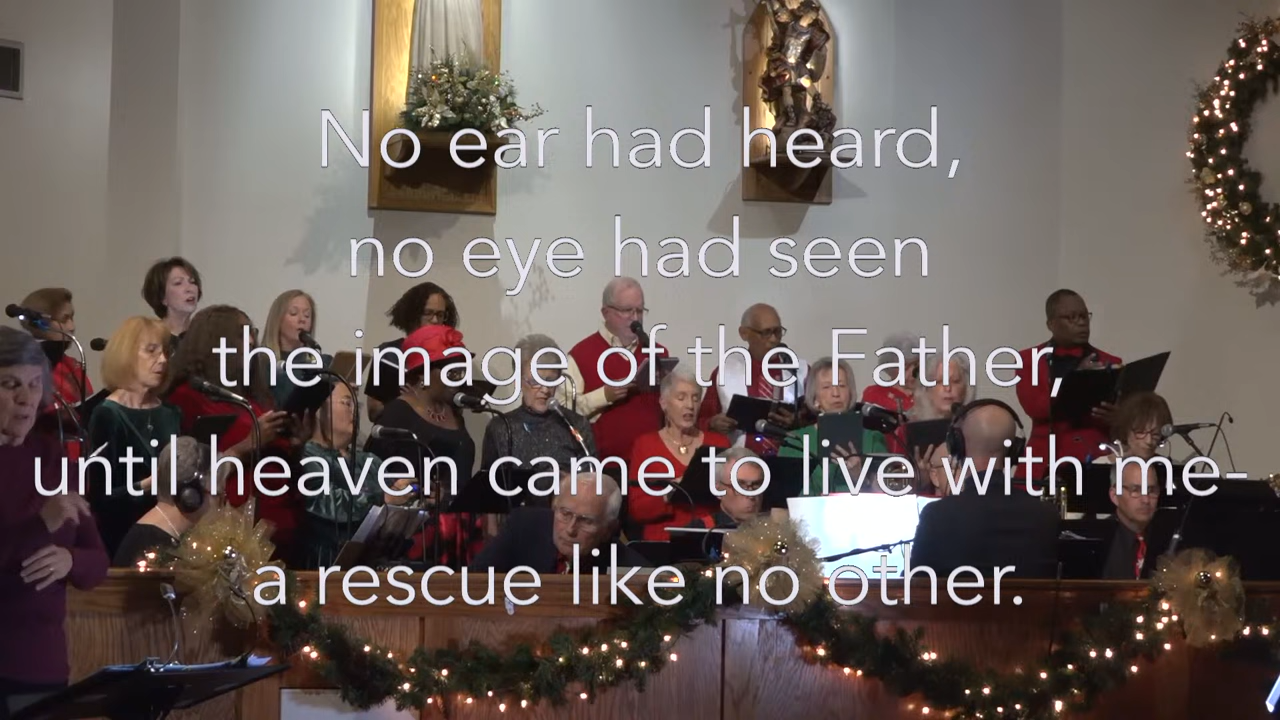 No ear had heard,
no eye had seen
the image of the Father,
until heaven came to live with me-
a rescue like no other.